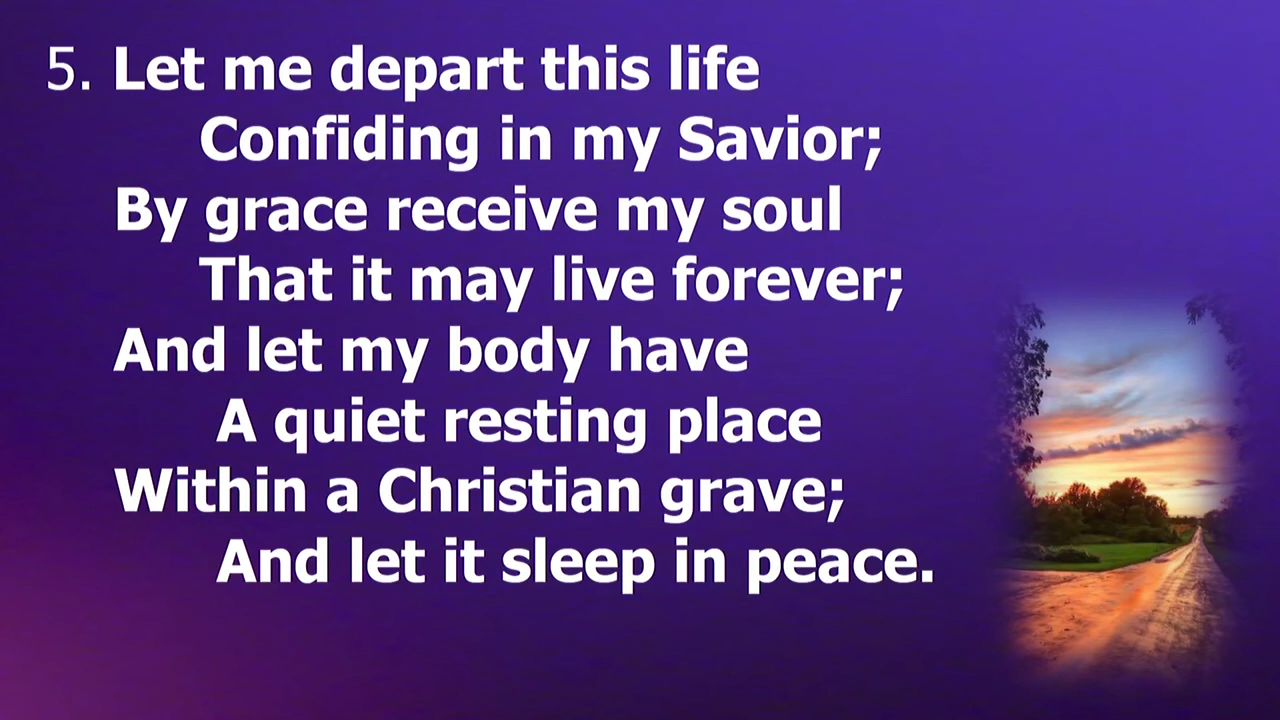 5. Let me depart this life
Confiding in my Savior;
By grace receive my soul
That it may live forever;
And let my body have
A quiet resting place
Within a Christian grave;
And let it sleep in peace.